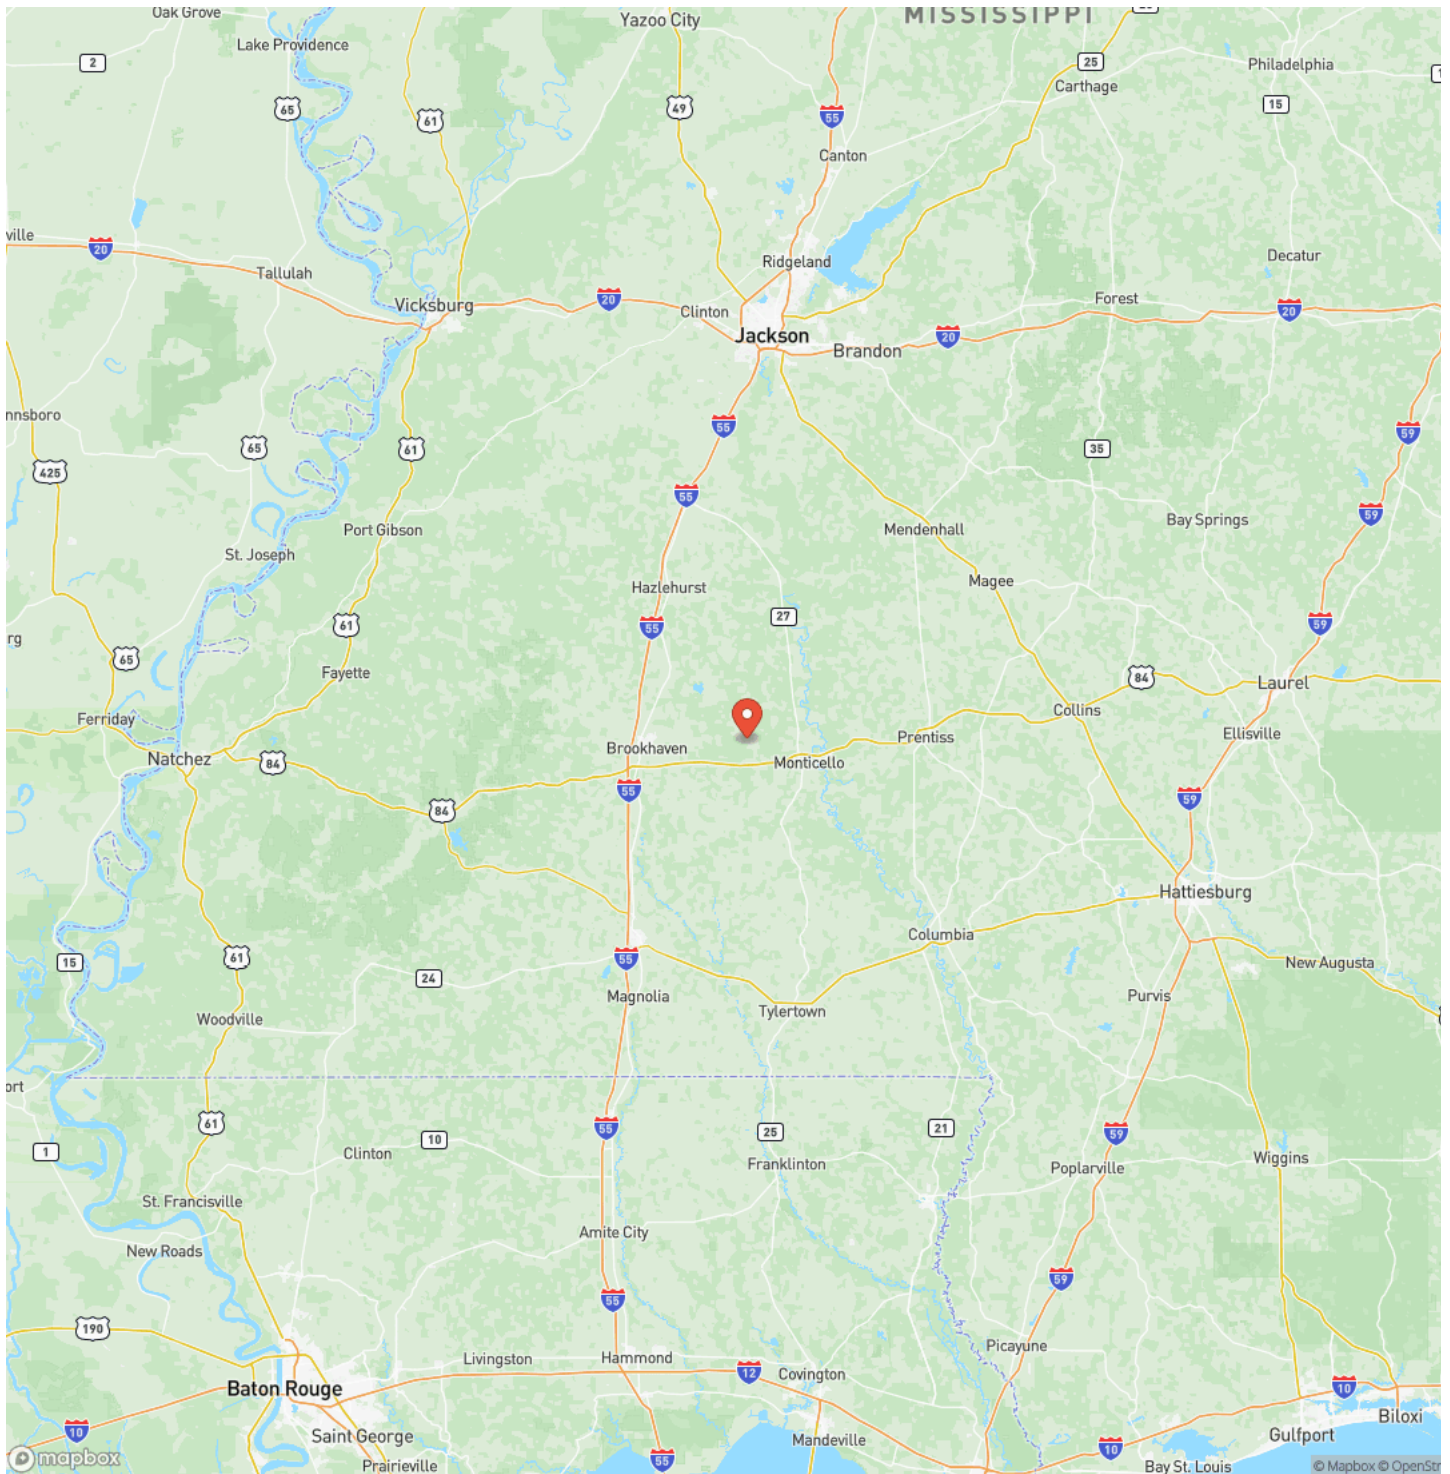 Oak Grove
Yazoo City
MISSISSIPPI
Lake Providence
2
25
Philadelphia
65
61
49
55
Carthage
15
Canton
ville
20
Tallulah
Ridgeland
Decatur
Vicksburg
20
Clinton
Forest
20
Jackson
20
Brandon
nnsboro
55
59
425
65
61
35
55
59
Port Gibson
Mendenhall
Bay Springs
St. Joseph
Magee
Hazlehurst
27
61
55
59
rg
65
Fayette
84
Laurel
Ferriday
Collins
Natchez
84
Brookhaven
Prentiss
Ellisville
Monticello
55
59
84
Hattiesburg
Columbia
15
61
55
New Augusta
24
Magnolia
Purvis
Woodville
Tylertown
ort
61
55
10
25
21
59
1
Clinton
Franklinton
Poplarville
Wiggins
St. Francisville
Amite City
New Roads
59
55
190
Picayune
Livingston
Hammond
12
Covington
Baton Rouge
10
Biloxi
10
Saint George
Mandeville
10
Gulfport
mapbox
Prairieville
55
Bay St. Louis
© Mapbox © OpenStr